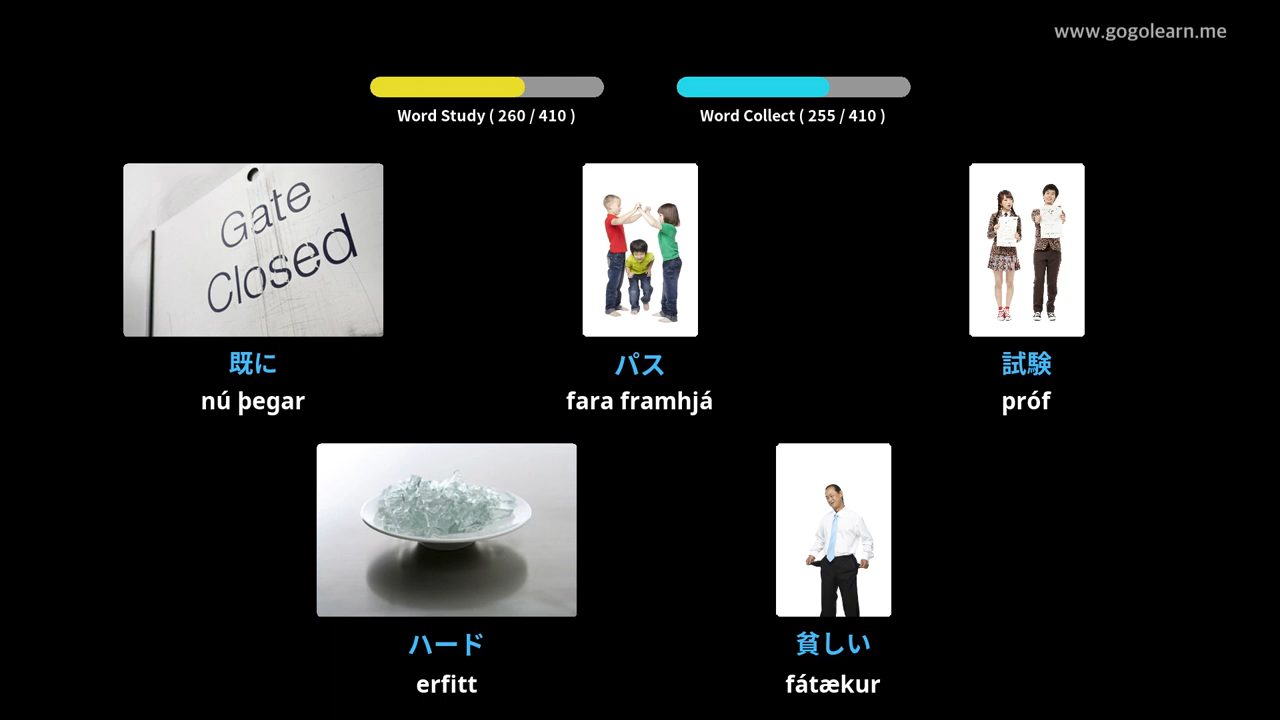 www.gogolearn.me
Word Study ( 260 / 410 )
Word Collect ( 255 / 410 )
Gate
Closed
既に
nú þegar
パス
fara framhjá
試験
próf
ハード
erfitt
貧しい
fátækur